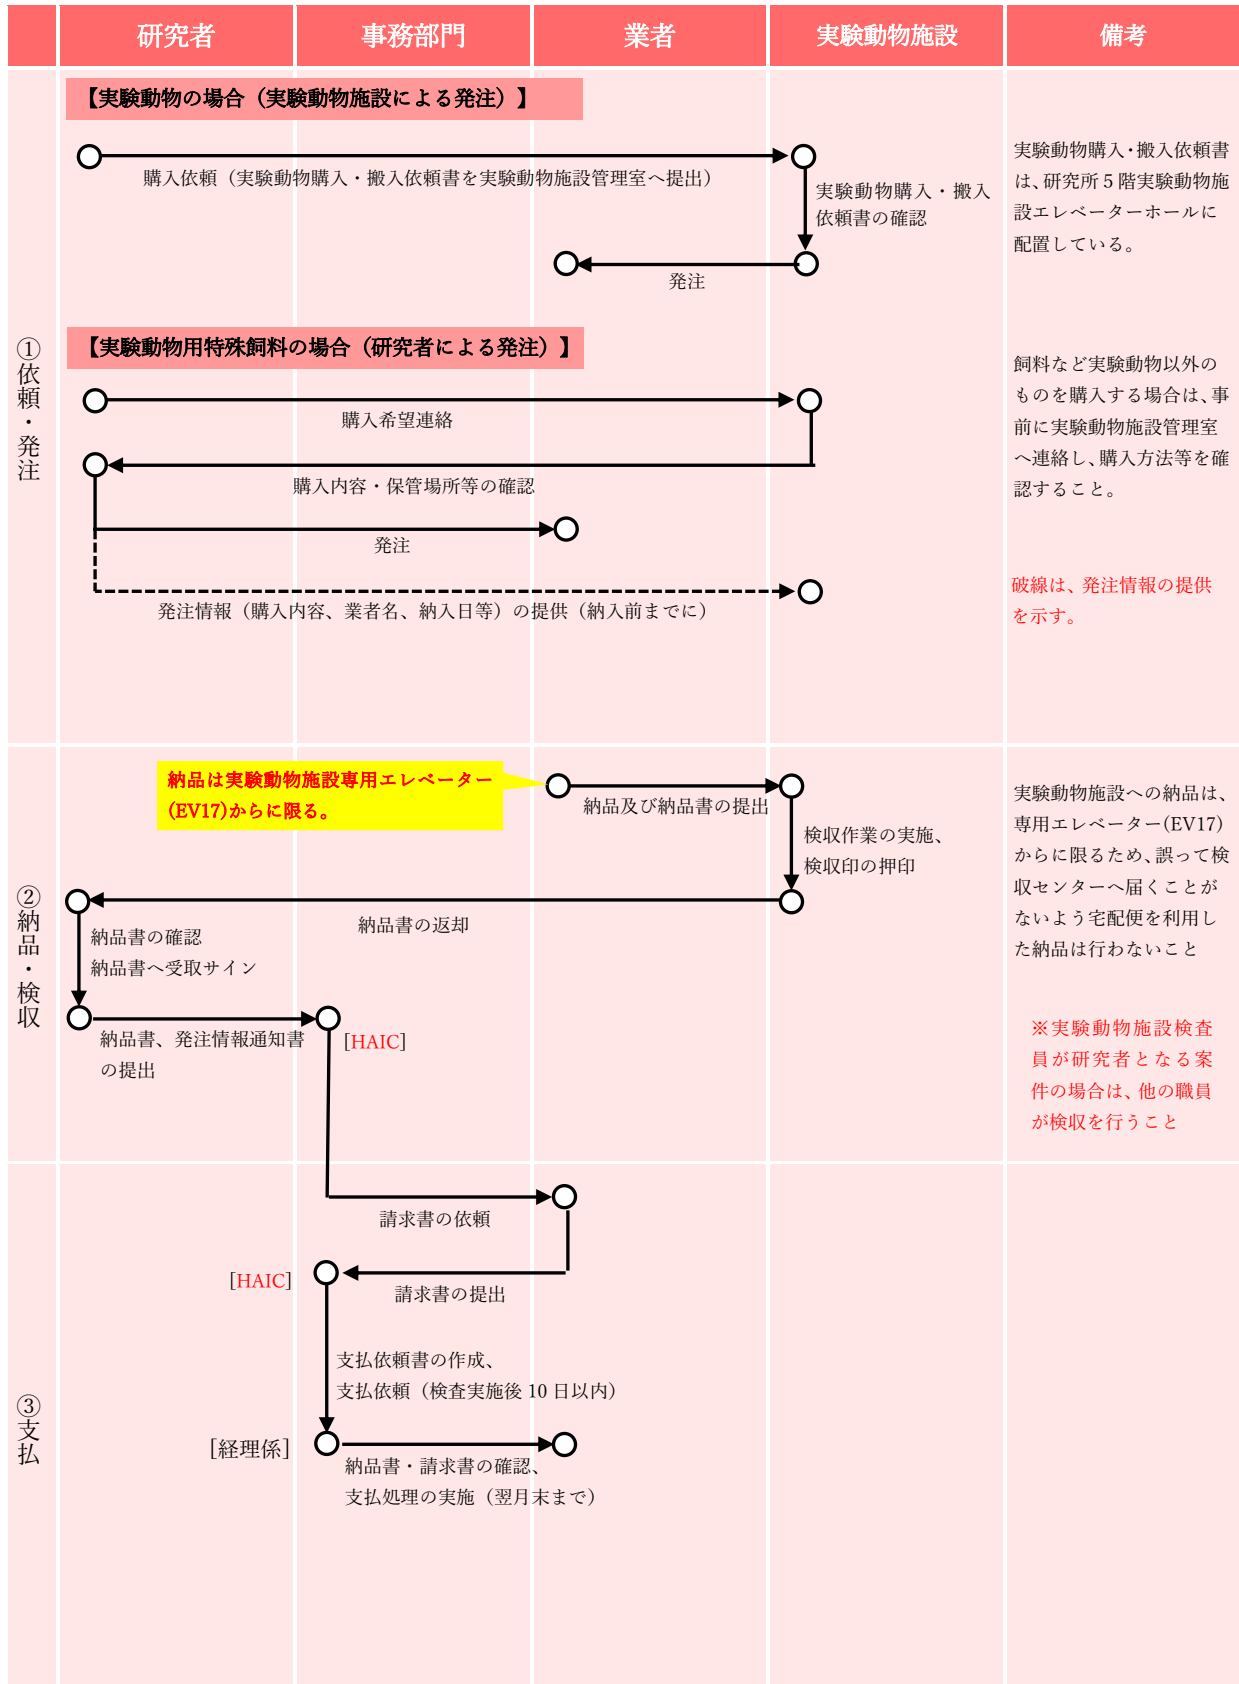 研究者
事務部門
業者
実験動物施設
備考
①依頼・発注
【実験動物の場合（実験動物施設による発注）】
購入依頼（実験動物購入・搬入依頼書を実験動物施設管理室へ提出）
実験動物購入・搬入
依頼書の確認
発注
実験動物購入・搬入依頼書
は、研究所５階実験動物施
設エレベーターホールに
配置している。
【実験動物用特殊飼料の場合（研究者による発注）】
購入希望連絡
購入内容・保管場所等の確認
発注
発注情報（購入内容、業者名、納入日等）の提供（納入前までに）
飼料など実験動物以外の
ものを購入する場合は、事
前に実験動物施設管理室
へ連絡し、購入方法等を確
認すること。
破線は、発注情報の提供
を示す。
②納品・検収
納品は実験動物施設専用エレベーター
(EV17)からに限る。
納品及び納品書の提出
検収作業の実施、
検収印の押印
納品書の返却
納品書の確認
納品書へ受取サイン
納品書、発注情報通知書
の提出
[HAIC]
実験動物施設への納品は、
専用エレベーター(EV17)
からに限るため、誤って検
収センターへ届くことが
ないよう宅配便を利用し
た納品は行わないこと
※実験動物施設検査
員が研究者となる案
件の場合は、他の職員
が検収を行うこと
③支払
請求書の依頼
[HAIC]
請求書の提出
支払依頼書の作成、
支払依頼（検査実施後 10 日以内）
[経理係]
納品書・請求書の確認、
支払処理の実施（翌月末まで）